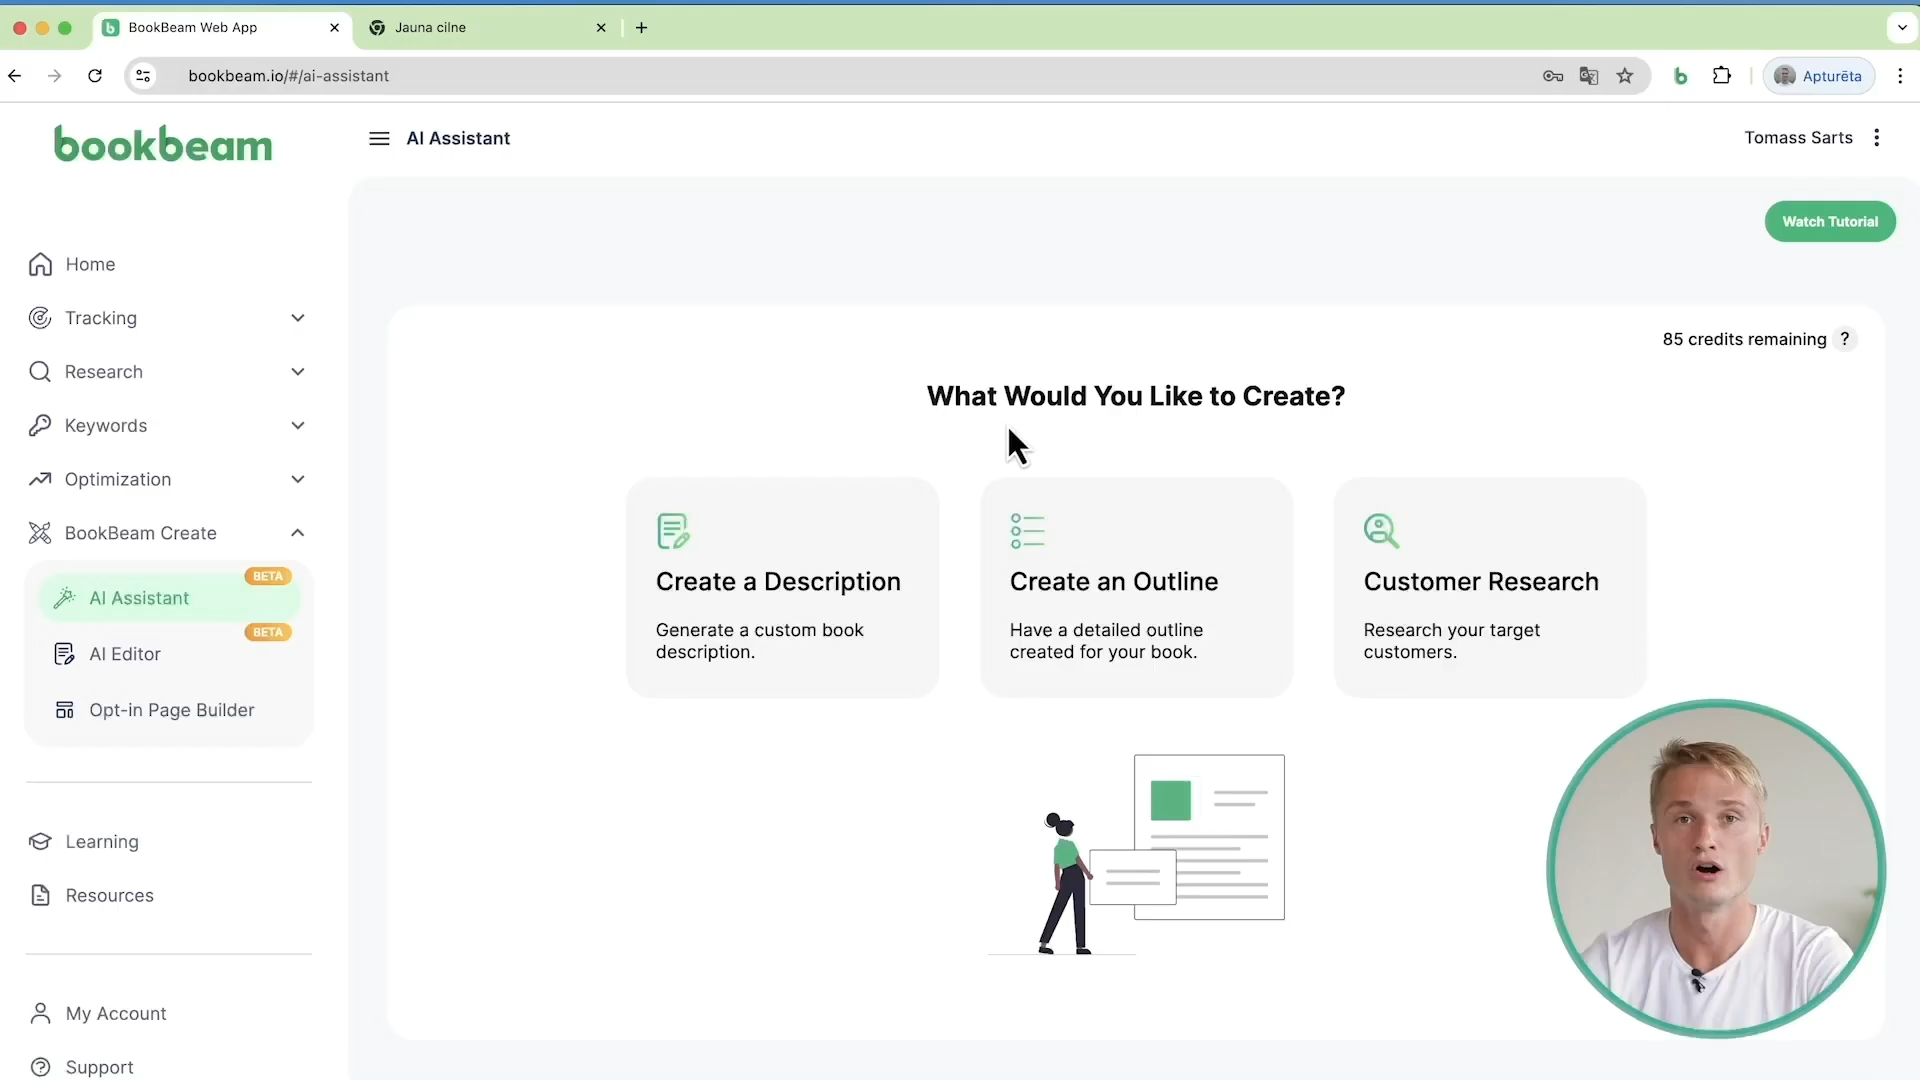 BookBeam Web App
Jauna cilne
bookbeam.io/#/ai-assistant
Apturēta
bookbeam
AI Assistant
Tomass Sarts
Watch Tutorial
Home
Tracking
Research
Keywords
Optimization
BookBeam Create
BETA
AI Assistant
BETA
AI Editor
Opt-in Page Builder
Learning
Resources
My Account
Support
85 credits remaining ?
What Would You Like to Create?
Create a Description
Generate a custom book
description.
Create an Outline
Have a detailed outline
created for your book.
Customer Research
Research your target
customers.